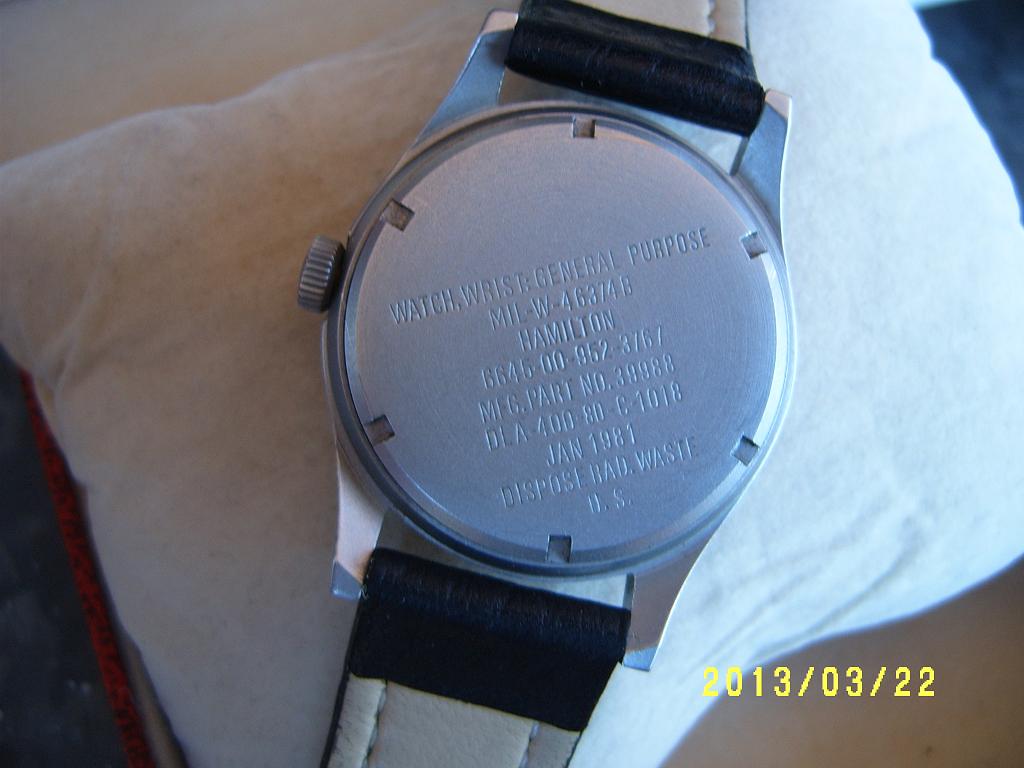 WATCH, WRIST: GENERAL PURPOSE
MIL-W-46374B
HAMILTON
6645-00-952-3767
MFG. PART NO. 39988
DLA-400-80-C-1018
JAN 1981
DISPOSE RAD. WASTE
U. S.
2013/03/22